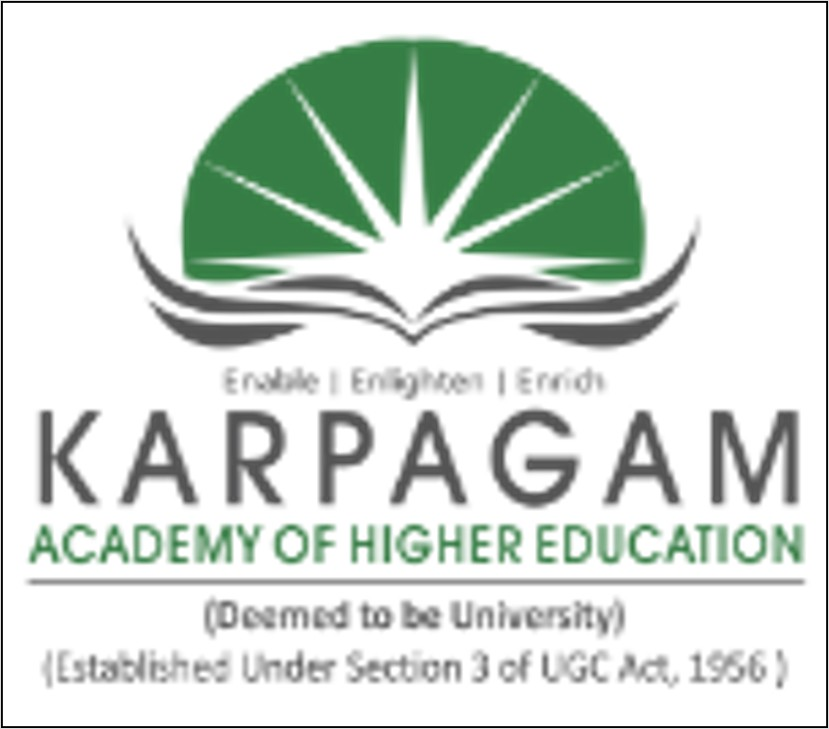 Enable | Enlighten | Enrich
KARPAGAM
ACADEMY OF HIGHER EDUCATION
(Deemed to be University)
(Established Under Section 3 of UGC Act, 1956 )